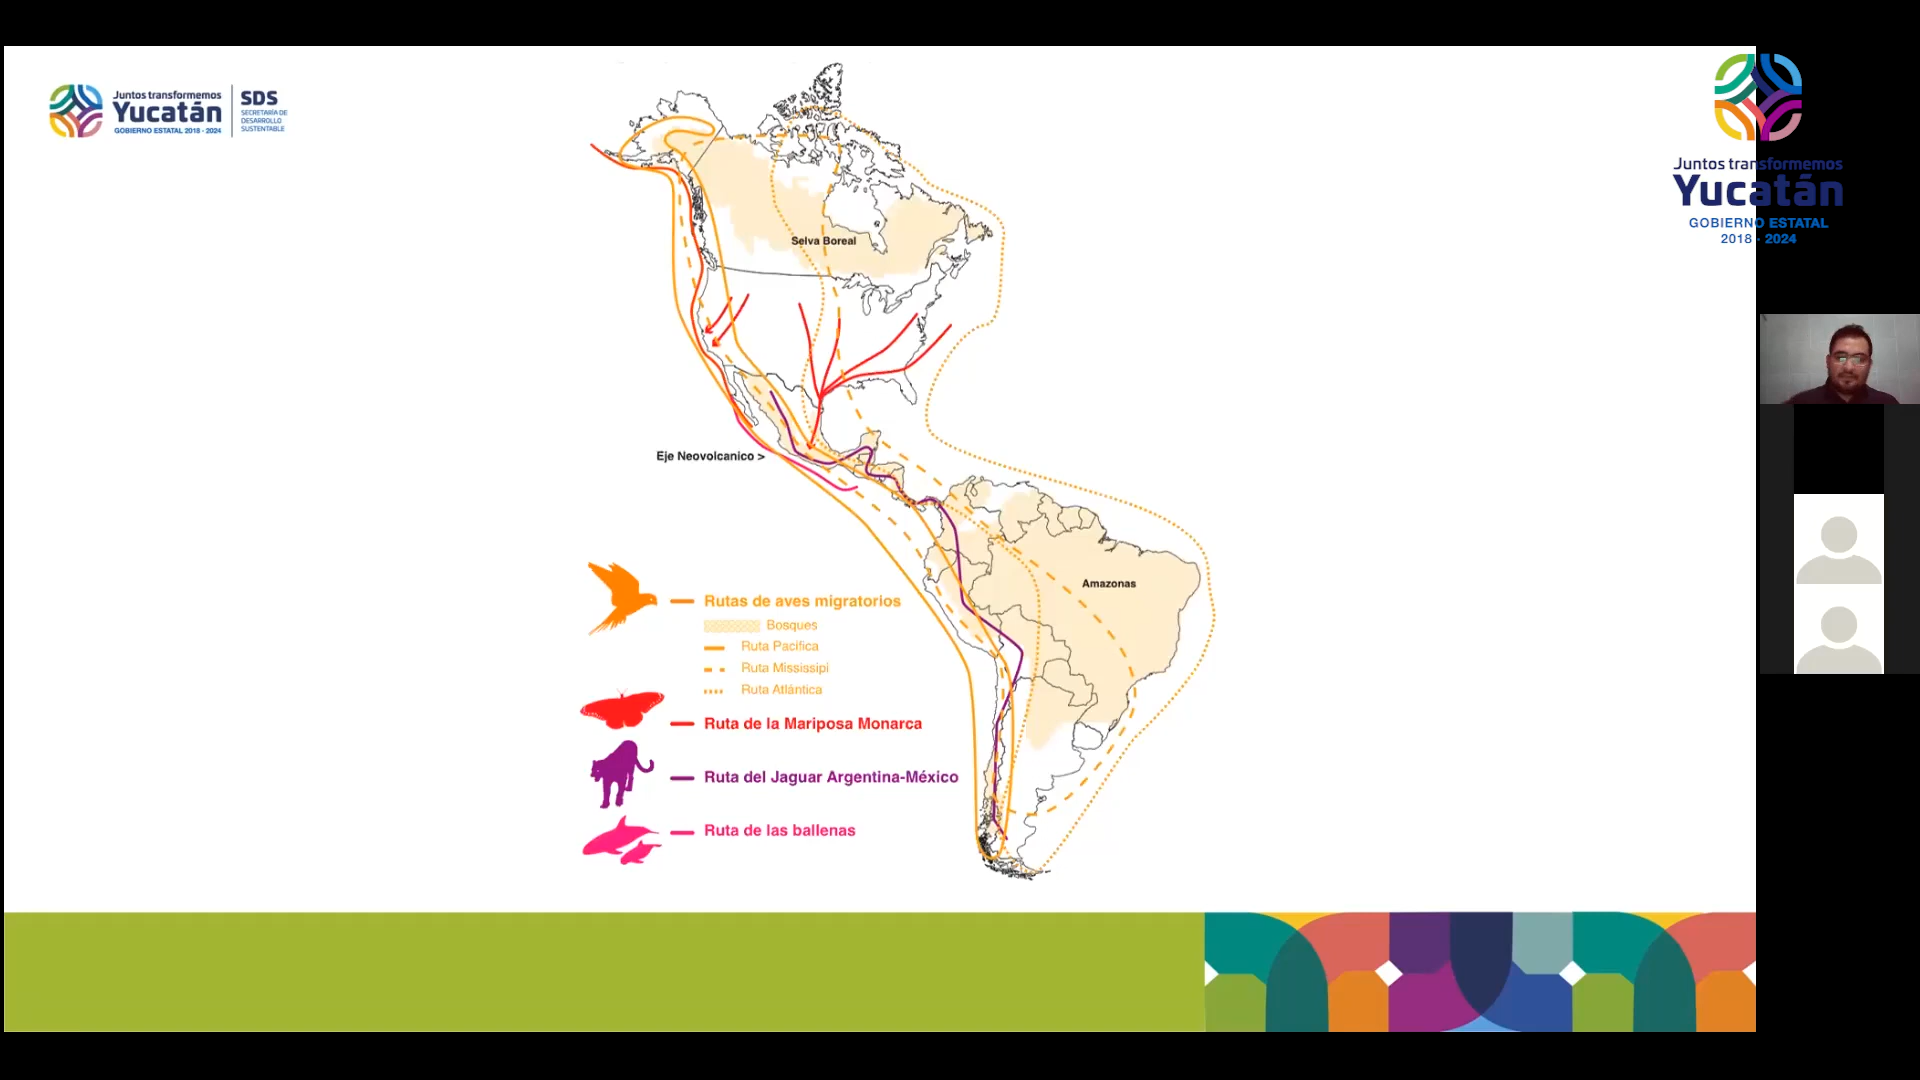 Juntos transformemos
Yucatán
GOBIERNO ESTATAL 2018 - 2024
SDS
SECRETARÍA DE
DESARROLLO
SUSTENTABLE
Juntos transformemos
Yucatán
GOBIERNO ESTATAL
2018 - 2024
Selva Boreal
Eje Neovolcanico >
Amazonas
Rutas de aves migratorios
Bosques
Ruta Pacífica
Ruta Mississipi
Ruta Atlántica
Ruta de la Mariposa Monarca
Ruta del Jaguar Argentina-México
Ruta de las ballenas